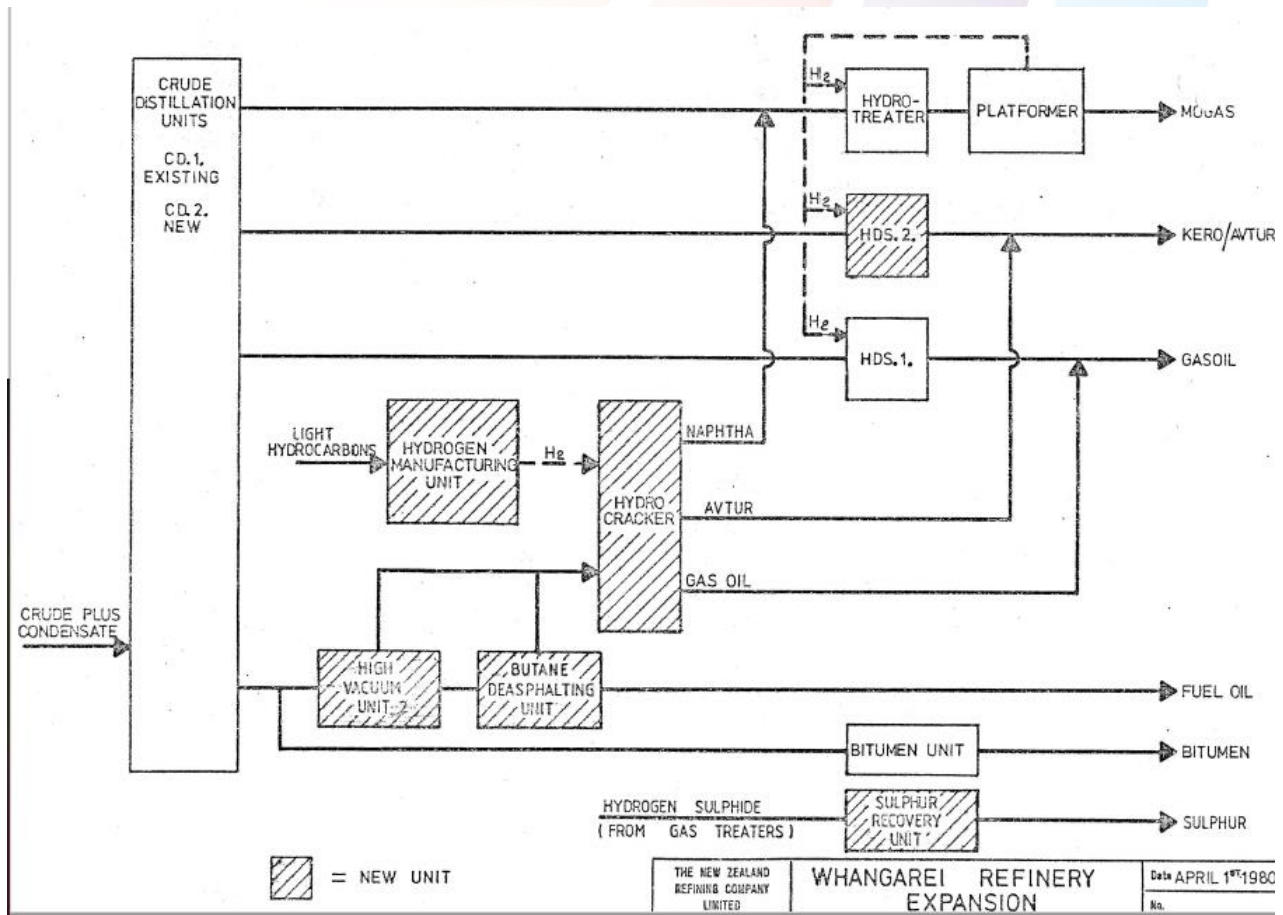 CRUDE
DISTILLATION
UNITS
CD.1.
EXISTING
CD.2.
NEW
H2
HYDRO-
TREATER
PLATFORMER
MOGAS
H2
HDS.2.
KERO/AVTUR
H2
HDS.1.
GASOIL
LIGHT
HYDROCARBONS
HYDROGEN
MANUFACTURING
UNIT
H2
HYDRO
CRACKER
NAPHTHA
AVTUR
GAS OIL
CRUDE PLUS
CONDENSATE
HIGH
VACUUM
UNIT 2
BUTANE
DEASPHALTING
UNIT
FUEL OIL
BITUMEN UNIT
BITUMEN
HYDROGEN SULPHIDE
(FROM GAS TREATERS)
SULPHUR
RECOVERY
UNIT
SULPHUR
= NEW UNIT
THE NEW ZEALAND
REFINING COMPANY
LIMITED
WHANGAREI REFINERY
EXPANSION
Date APRIL 1ST.1980
No.